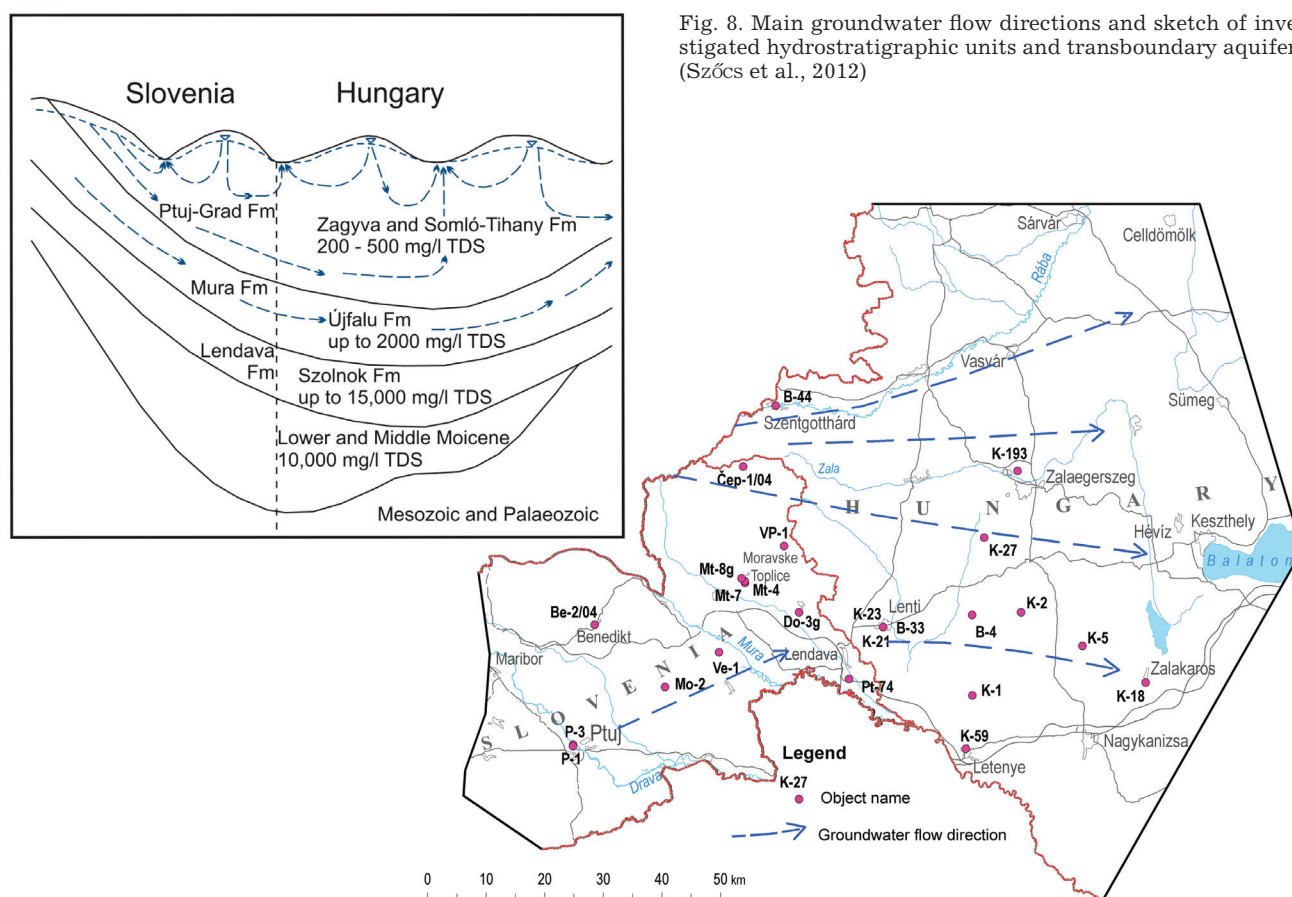 Fig. 8. Main groundwater flow directions and sketch of inve
stigated hydrostratigraphic units and transboundary aquifer
(Szőcs et al., 2012)
Slovenia
Hungary
Ptuj-Grad Fm
Zagyva and Somló-Tihany Fm
200 - 500 mg/l TDS
Mura Fm
Újfalu Fm
up to 2000 mg/l TDS
Lendava
Fm
Szolnok Fm
up to 15,000 mg/l TDS
Lower and Middle Moicene
10,000 mg/l TDS
Mesozoic and Palaeozoic
Sárvár
Celldömölk
Rába
Vasvár
B-44
Szentgotthárd
Sümeg
Zala
K-193
Zalaegerszeg
Čep-1/04
HUNGARY
Hévíz
Keszthely
Balaton
VP-1
Moravske
Toplice
Mt-8g
Mt-7
Mt-4
K-27
Be-2/04
Benedikt
Do-3g
K-23
Lenti
K-21
B-33
B-4
K-2
K-5
Maribor
SLOVENIA
Mura
Lendava
Ve-1
Mo-2
Pt-74
Zalakaros
K-18
K-1
P-3
Ptuj
P-1
Drava
K-59
Letenye
Nagykanizsa
Legend
K-27
Object name
Groundwater flow direction
0 10 20 30 40 50 km